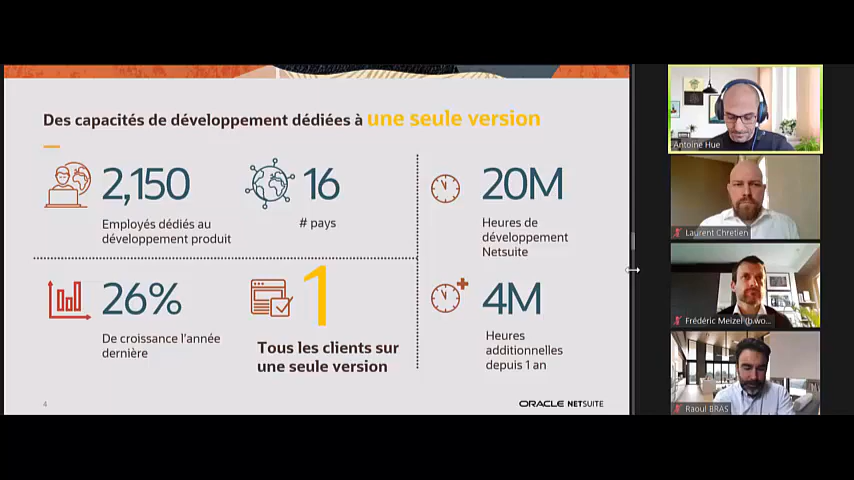 Des capacités de développement dédiées à une seule version
2,150
Employés dédiés au
développement produit
16
# pays
20M
Heures de
développement
Netsuite
26%
De croissance l'année
dernière
1
Tous les clients sur
une seule version
4M
Heures
additionnelles
depuis 1 an
4
ORACLE NETSUITE
Antoine Hue
Laurent Chretien
Frédéric Meizel (b.wo...
Raoul BRAS